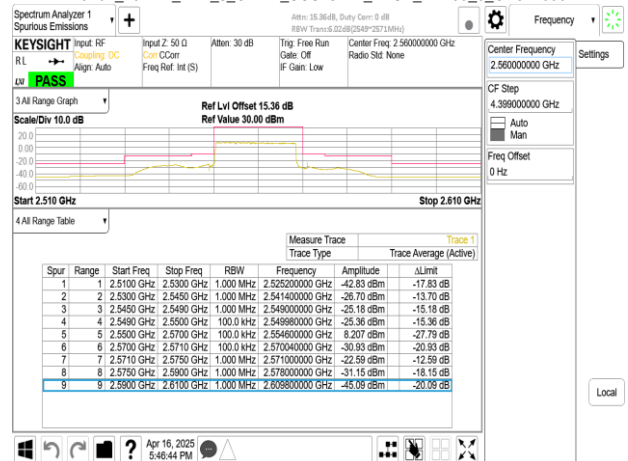 Spectrum Analyzer 1
Spurious Emissions
Attn: 15.36dB, Duty Corr: 0 dB
RBW Trans:6.02dB(2549~2571MHz)
Frequency
KEYSIGHT Input: RF Input Z: 50 Ω Atten: 30 dB Trig: Free Run Center Freq: 2.560000000 GHz
RL Coupling: DC Corr CCorr Gate: Off Radio Std: None
Align: Auto Freq Ref: Int (S) IF Gain: Low
LXI PASS
Center Frequency
2.560000000 GHz
Settings
CF Step
4.399000000 GHz
Auto
Man
Freq Offset
0 Hz
3 All Range Graph
Ref Lvl Offset 15.36 dB
Scale/Div 10.0 dB Ref Value 30.00 dBm
20.0
0.00
-20.0
-40.0
-60.0
Start 2.510 GHz Stop 2.610 GHz
4 All Range Table
Measure Trace Trace 1
Trace Type Trace Average (Active)
Spur Range Start Freq Stop Freq RBW Frequency Amplitude ΔLimit
1 1 2.5100 GHz 2.5300 GHz 1.000 MHz 2.525200000 GHz -42.83 dBm -17.83 dB
2 2 2.5300 GHz 2.5450 GHz 1.000 MHz 2.541400000 GHz -26.70 dBm -13.70 dB
3 3 2.5450 GHz 2.5490 GHz 1.000 MHz 2.549000000 GHz -25.18 dBm -15.18 dB
4 4 2.5490 GHz 2.5500 GHz 100.0 kHz 2.549980000 GHz -25.36 dBm -15.36 dB
5 5 2.5500 GHz 2.5700 GHz 100.0 kHz 2.554600000 GHz 8.207 dBm -27.79 dB
6 6 2.5700 GHz 2.5710 GHz 100.0 kHz 2.570040000 GHz -30.93 dBm -20.93 dB
7 7 2.5710 GHz 2.5750 GHz 1.000 MHz 2.571000000 GHz -22.59 dBm -12.59 dB
8 8 2.5750 GHz 2.5900 GHz 1.000 MHz 2.578000000 GHz -31.15 dBm -18.15 dB
9 9 2.5900 GHz 2.6100 GHz 1.000 MHz 2.609800000 GHz -45.09 dBm -20.09 dB
Local
Apr 16, 2025
5:46:44 PM